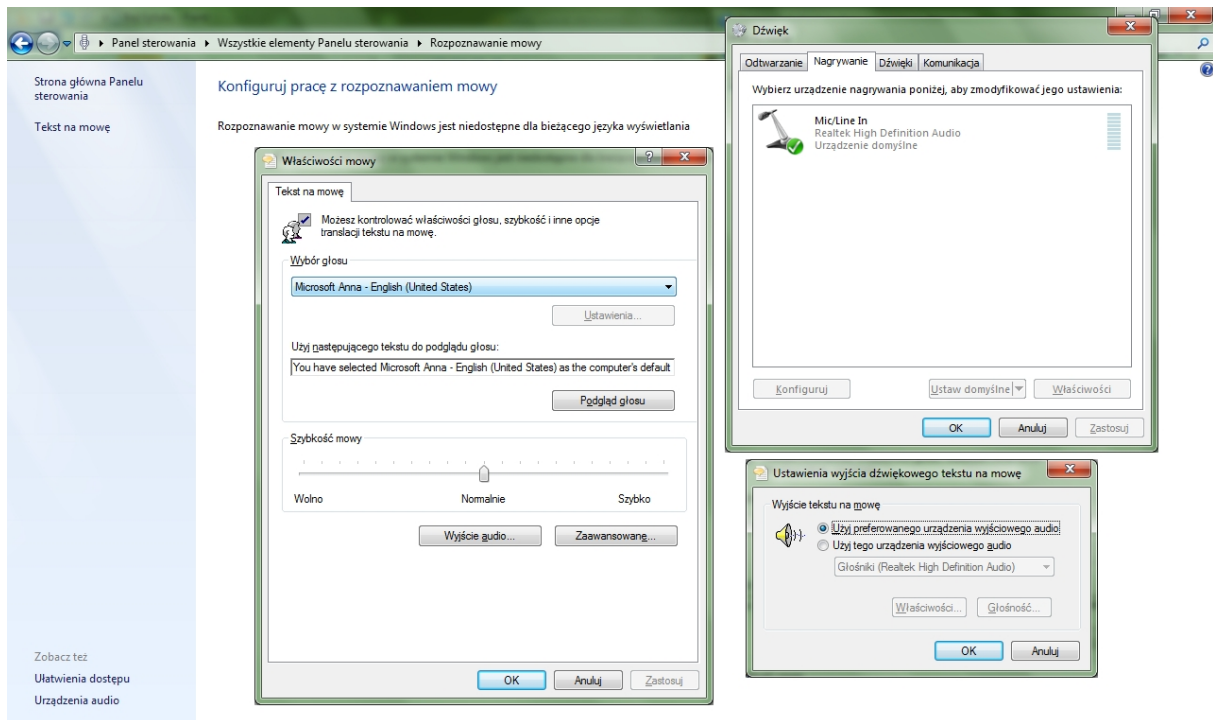 Panel sterowania
Wszystkie elementy Panelu sterowania
Rozpoznawanie mowy
Strona główna Panelu
sterowania
Tekst na mowę
Zobacz też
Ułatwienia dostępu
Urządzenia audio
Konfiguruj pracę z rozpoznawaniem mowy
Rozpoznawanie mowy w systemie Windows jest niedostępne dla bieżącego języka wyświetlania
Właściwości mowy
Tekst na mowę
Możesz kontrolować właściwości głosu, szybkość i inne opcje
translacji tekstu na mowę.
Wybór głosu
Microsoft Anna - English (United States)
Ustawienia...
Użyj następującego tekstu do podglądu głosu:
You have selected Microsoft Anna - English (United States) as the computer's default
Podgląd głosu
Szybkość mowy
Wolno
Normalnie
Szybko
Wyjście audio...
Zaawansowane...
OK
Anuluj
Zastosuj
Dźwięk
Odtwarzanie
Nagrywanie
Dźwięki
Komunikacja
Wybierz urządzenie nagrywania poniżej, aby zmodyfikować jego ustawienia:
Mic/Line In
Realtek High Definition Audio
Urządzenie domyślne
Konfiguruj
Ustaw domyślne
Właściwości
OK
Anuluj
Zastosuj
Ustawienia wyjścia dźwiękowego tekstu na mowę
Wyjście tekstu na mowę
Użyj preferowanego urządzenia wyjściowego audio
Użyj tego urządzenia wyjściowego audio
Głośniki (Realtek High Definition Audio)
Właściwości...
Głośność...
OK
Anuluj